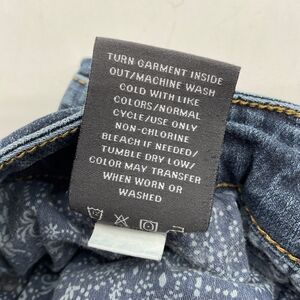 TURN GARMENT INSIDE
OUT/MACHINE WASH
COLD WITH LIKE
COLORS/NORMAL
CYCLE/USE ONLY
NON-CHLORINE
BLEACH IF NEEDED/
TUMBLE DRY LOW/
COLOR MAY TRANSFER
WHEN WORN OR
WASHED